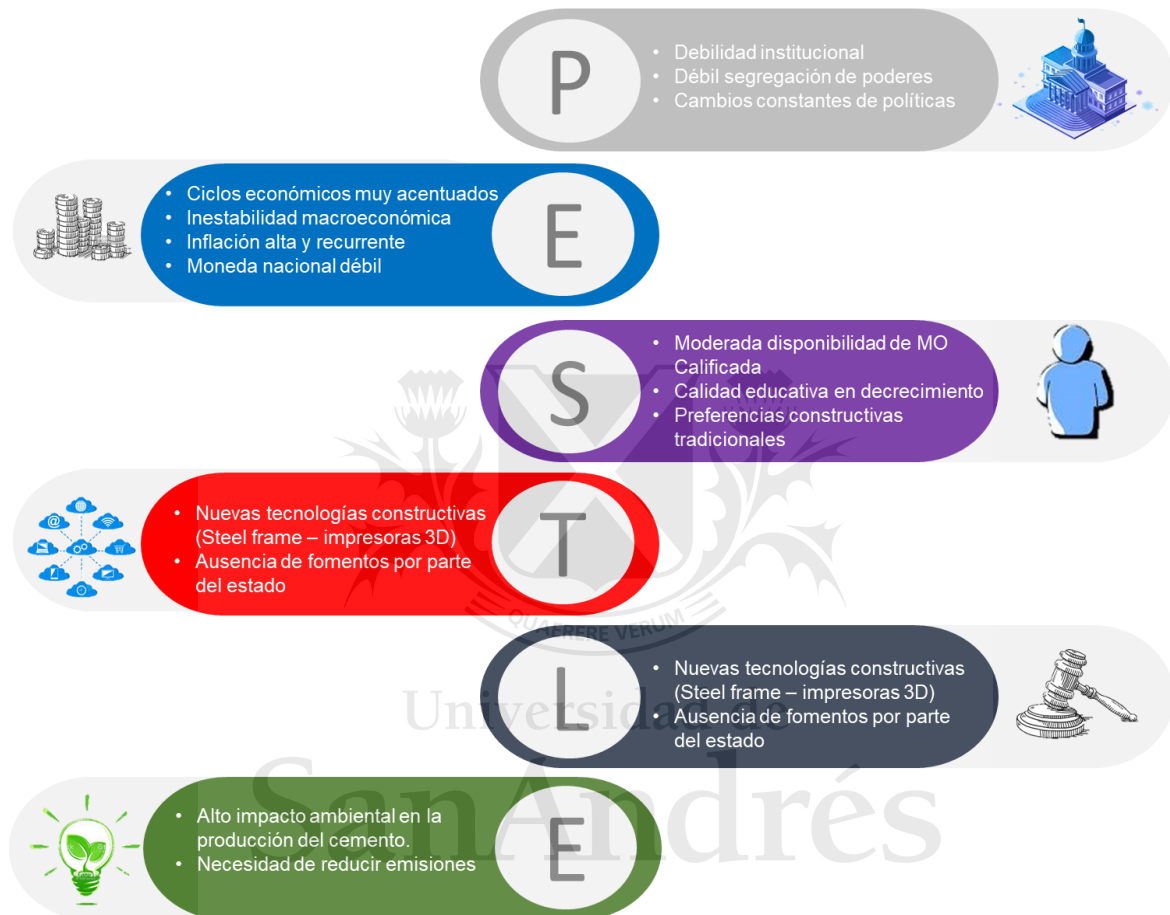 P
• Debilidad institucional
• Débil segregación de poderes
• Cambios constantes de políticas
• Ciclos económicos muy acentuados
• Inestabilidad macroeconómica
• Inflación alta y recurrente
• Moneda nacional débil
E
S
• Moderada disponibilidad de MO
Calificada
• Calidad educativa en decrecimiento
• Preferencias constructivas
tradicionales
• Nuevas tecnologías constructivas
(Steel frame – impresoras 3D)
• Ausencia de fomentos por parte
del estado
T
QUAERERE VERUM
L
• Nuevas tecnologías constructivas
(Steel frame – impresoras 3D)
• Ausencia de fomentos por parte
del estado
Universidad de
SanAndrés
• Alto impacto ambiental en la
producción del cemento.
• Necesidad de reducir emisiones
E